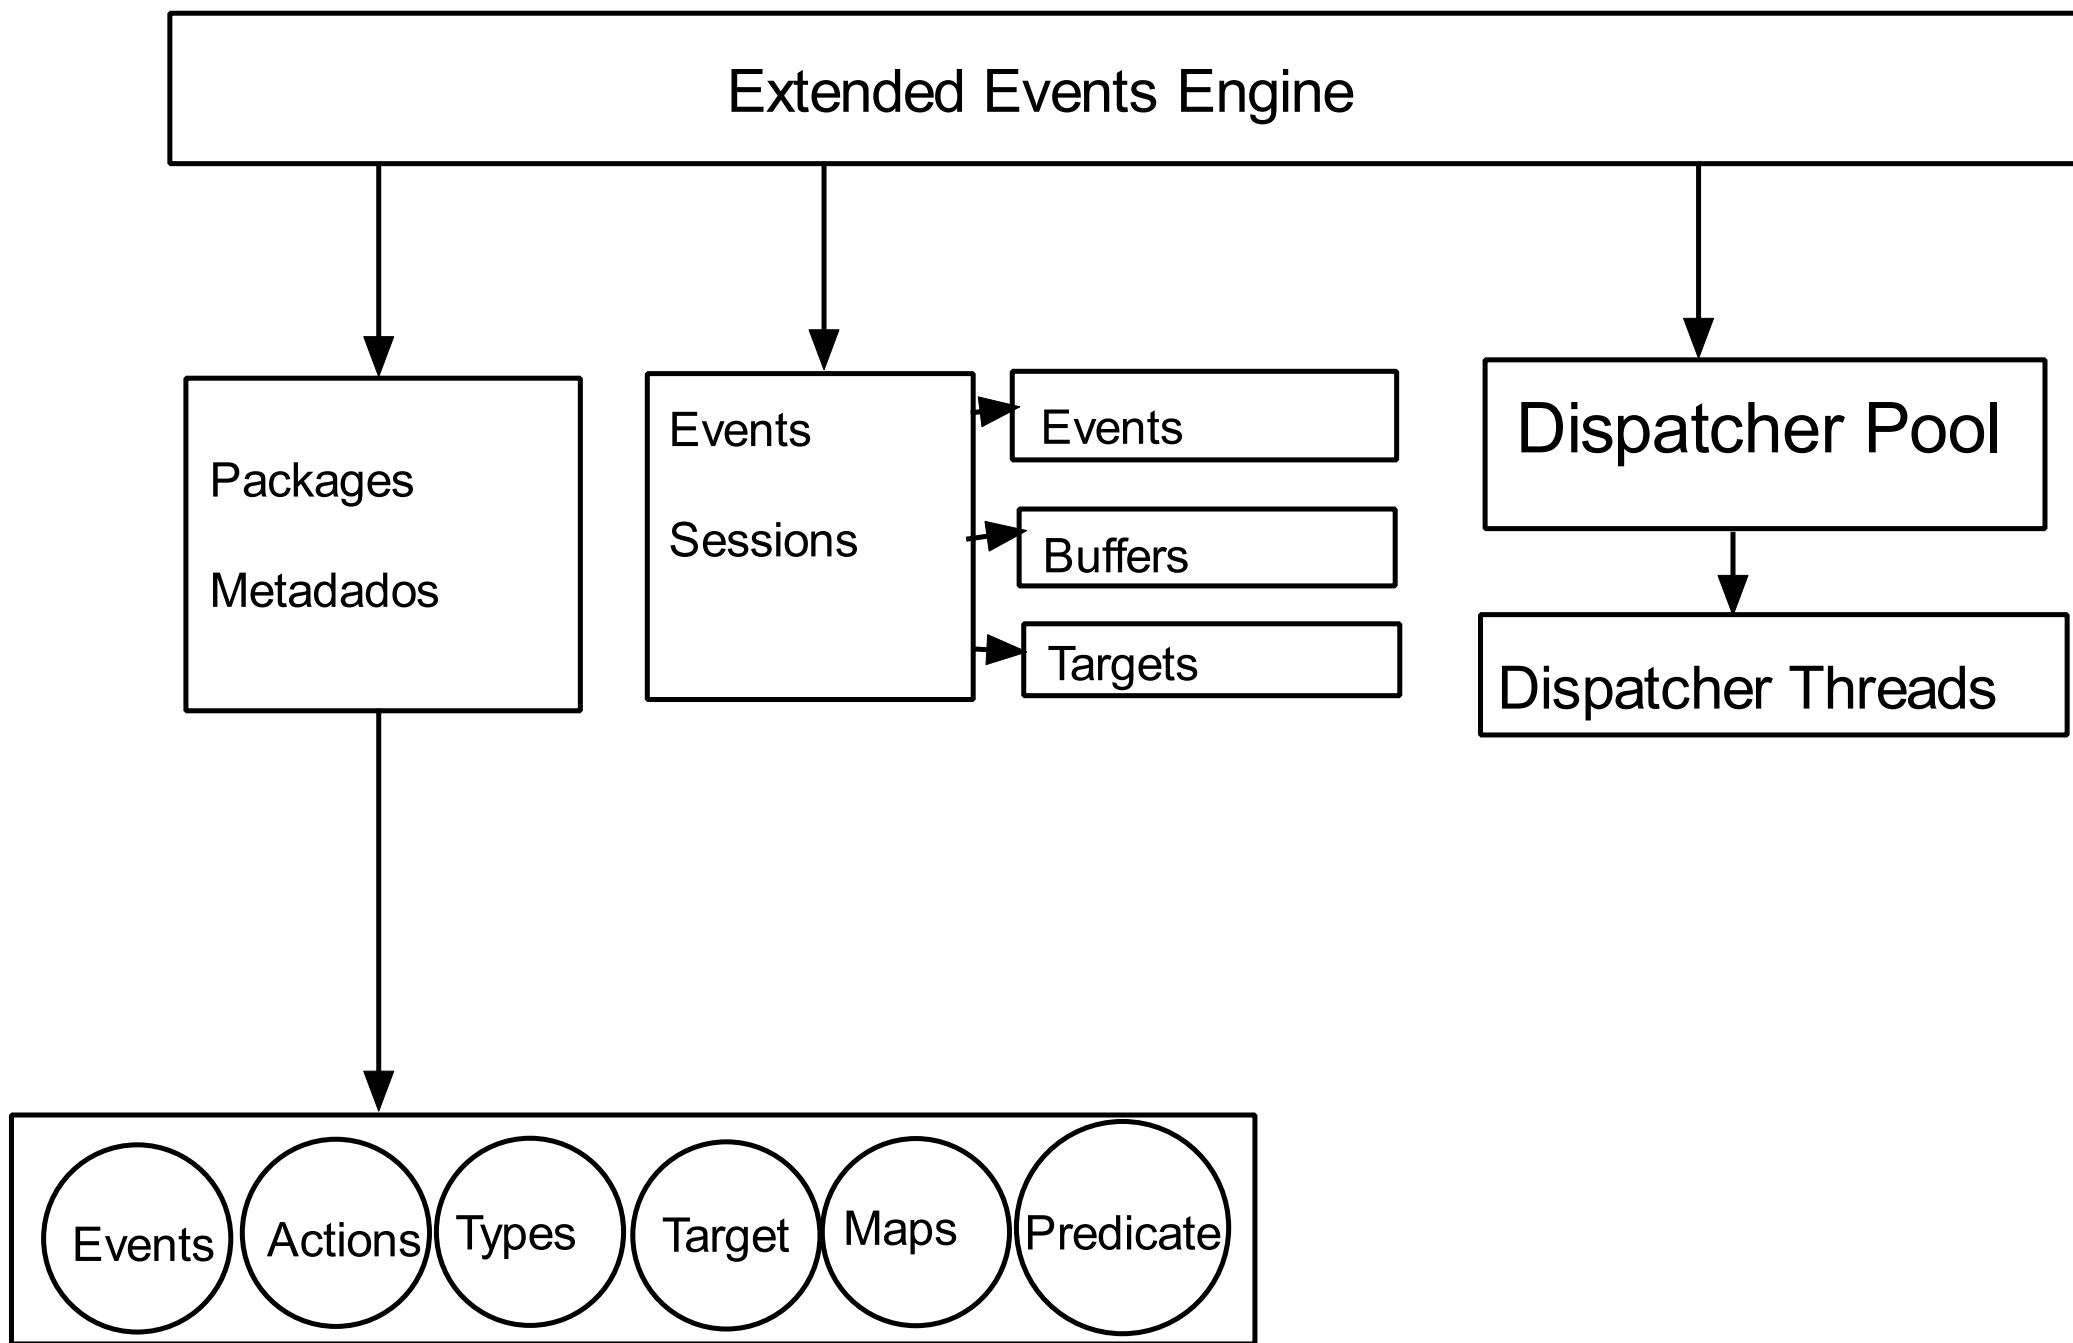 Extended Events Engine
Packages
Metadados
Events
Sessions
Events
Buffers
Targets
Dispatcher Pool
Dispatcher Threads
Events
Actions
Types
Target
Maps
Predicate